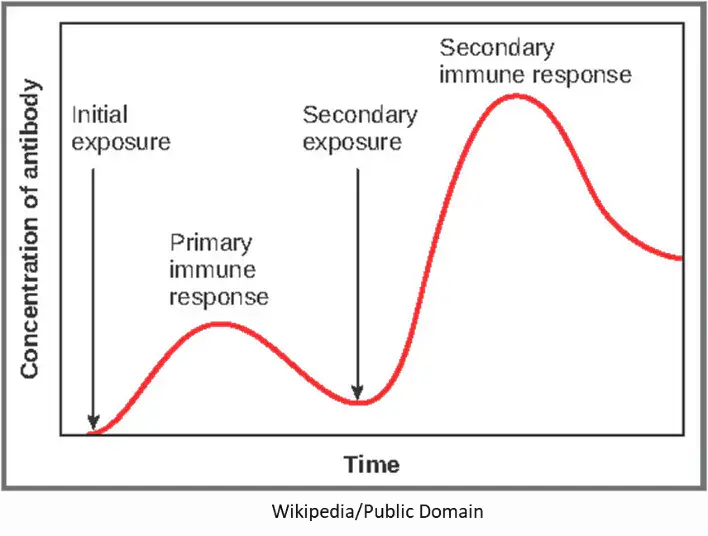 Secondary
immune response
Initial
exposure
Secondary
exposure
Primary
immune
response
Concentration of antibody
Time
Wikipedia/Public Domain